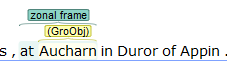 zonal frame
(GroObj)
s , at Aucharn in Duror of Appin .